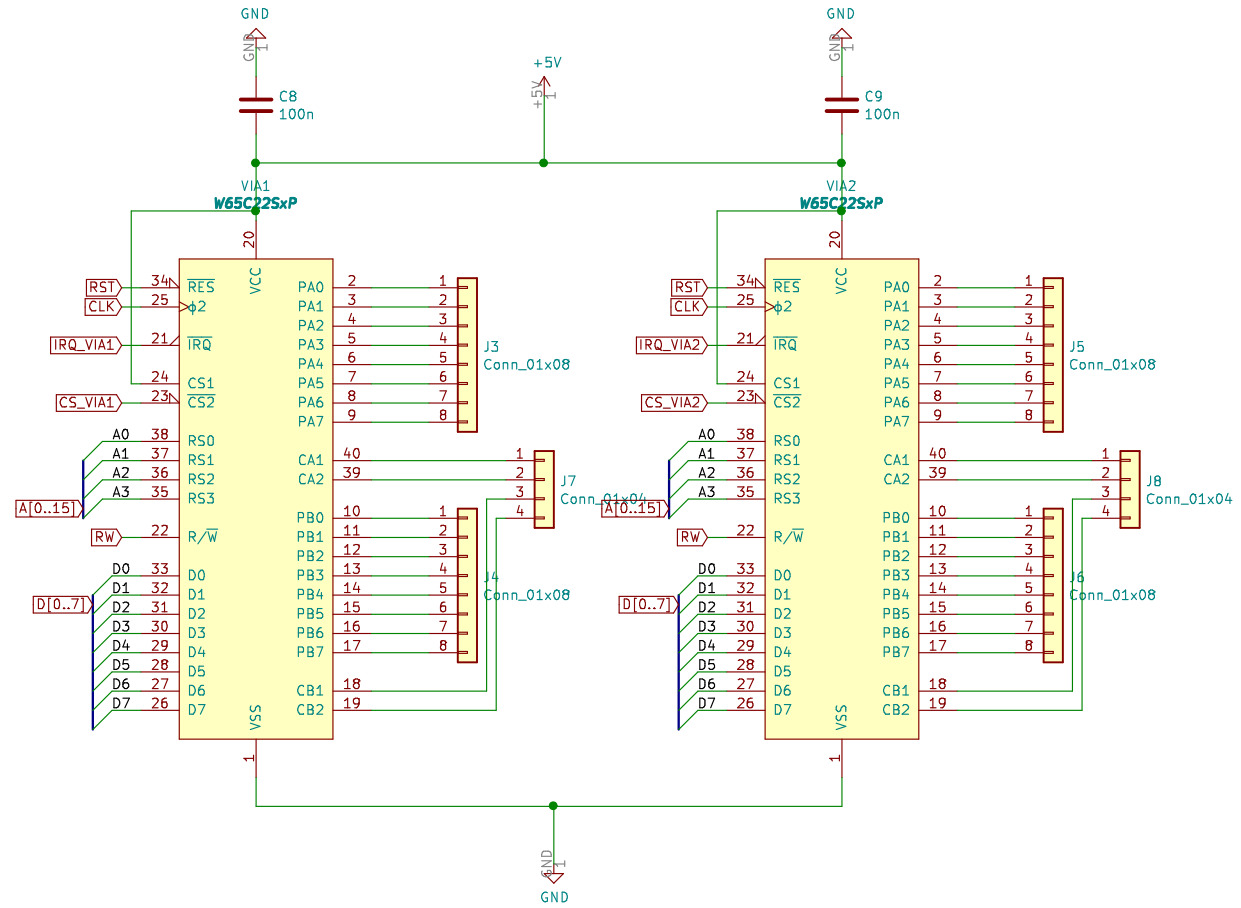 GND
GND 1
C8
100n
+5V
+5V 1
GND
GND 1
C9
100n
VIA1
W65C22SxP
20
VCC
RST 34 RES
CLK 25 ϕ2
IRQ_VIA1 21 IRQ
24 CS1
CS_VIA1 23 CS2
A0 38 RS0
A1 37 RS1
A2 36 RS2
A3 35 RS3
A[0..15]
RW 22 R/W
D0 33 D0
D1 32 D1
D[0..7]
D2 31 D2
D3 30 D3
D4 29 D4
D5 28 D5
D6 27 D6
D7 26 D7
VSS
1
PA0 2 1
PA1 3 2
PA2 4 3
PA3 5 4
PA4 6 5
PA5 7 6
PA6 8 7
PA7 9 8
J3
Conn_01x08
CA1 40 1
CA2 39 2
3
4
J7
Conn_01x04
PB0 10 1
PB1 11 2
PB2 12 3
PB3 13 4
PB4 14 5
PB5 15 6
PB6 16 7
PB7 17 8
J4
Conn_01x08
CB1 18
CB2 19
VIA2
W65C22SxP
20
VCC
RST 34 RES
CLK 25 ϕ2
IRQ_VIA2 21 IRQ
24 CS1
CS_VIA2 23 CS2
A0 38 RS0
A1 37 RS1
A2 36 RS2
A3 35 RS3
A[0..15]
RW 22 R/W
D0 33 D0
D1 32 D1
D[0..7]
D2 31 D2
D3 30 D3
D4 29 D4
D5 28 D5
D6 27 D6
D7 26 D7
VSS
1
PA0 2 1
PA1 3 2
PA2 4 3
PA3 5 4
PA4 6 5
PA5 7 6
PA6 8 7
PA7 9 8
J5
Conn_01x08
CA1 40 1
CA2 39 2
3
4
J8
Conn_01x04
PB0 10 1
PB1 11 2
PB2 12 3
PB3 13 4
PB4 14 5
PB5 15 6
PB6 16 7
PB7 17 8
J6
Conn_01x08
CB1 18
CB2 19
GND 1
GND